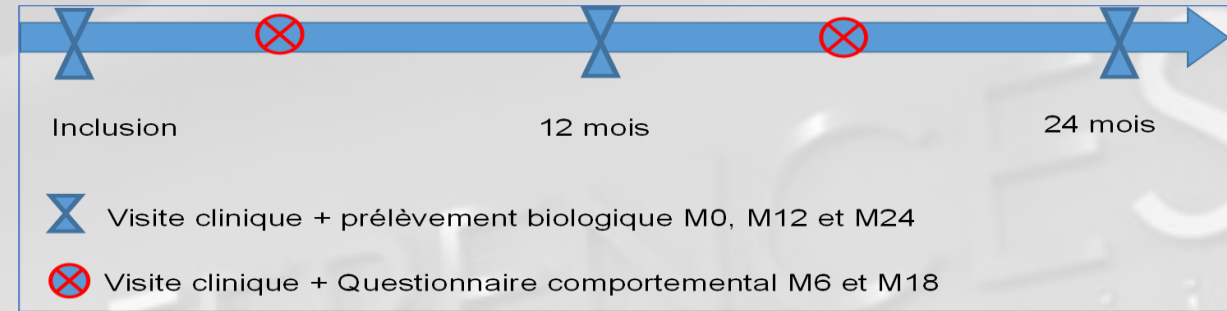 Inclusion
12 mois
24 mois
Visite clinique + prélèvement biologique M0, M12 et M24
Visite clinique + Questionnaire comportemental M6 et M18